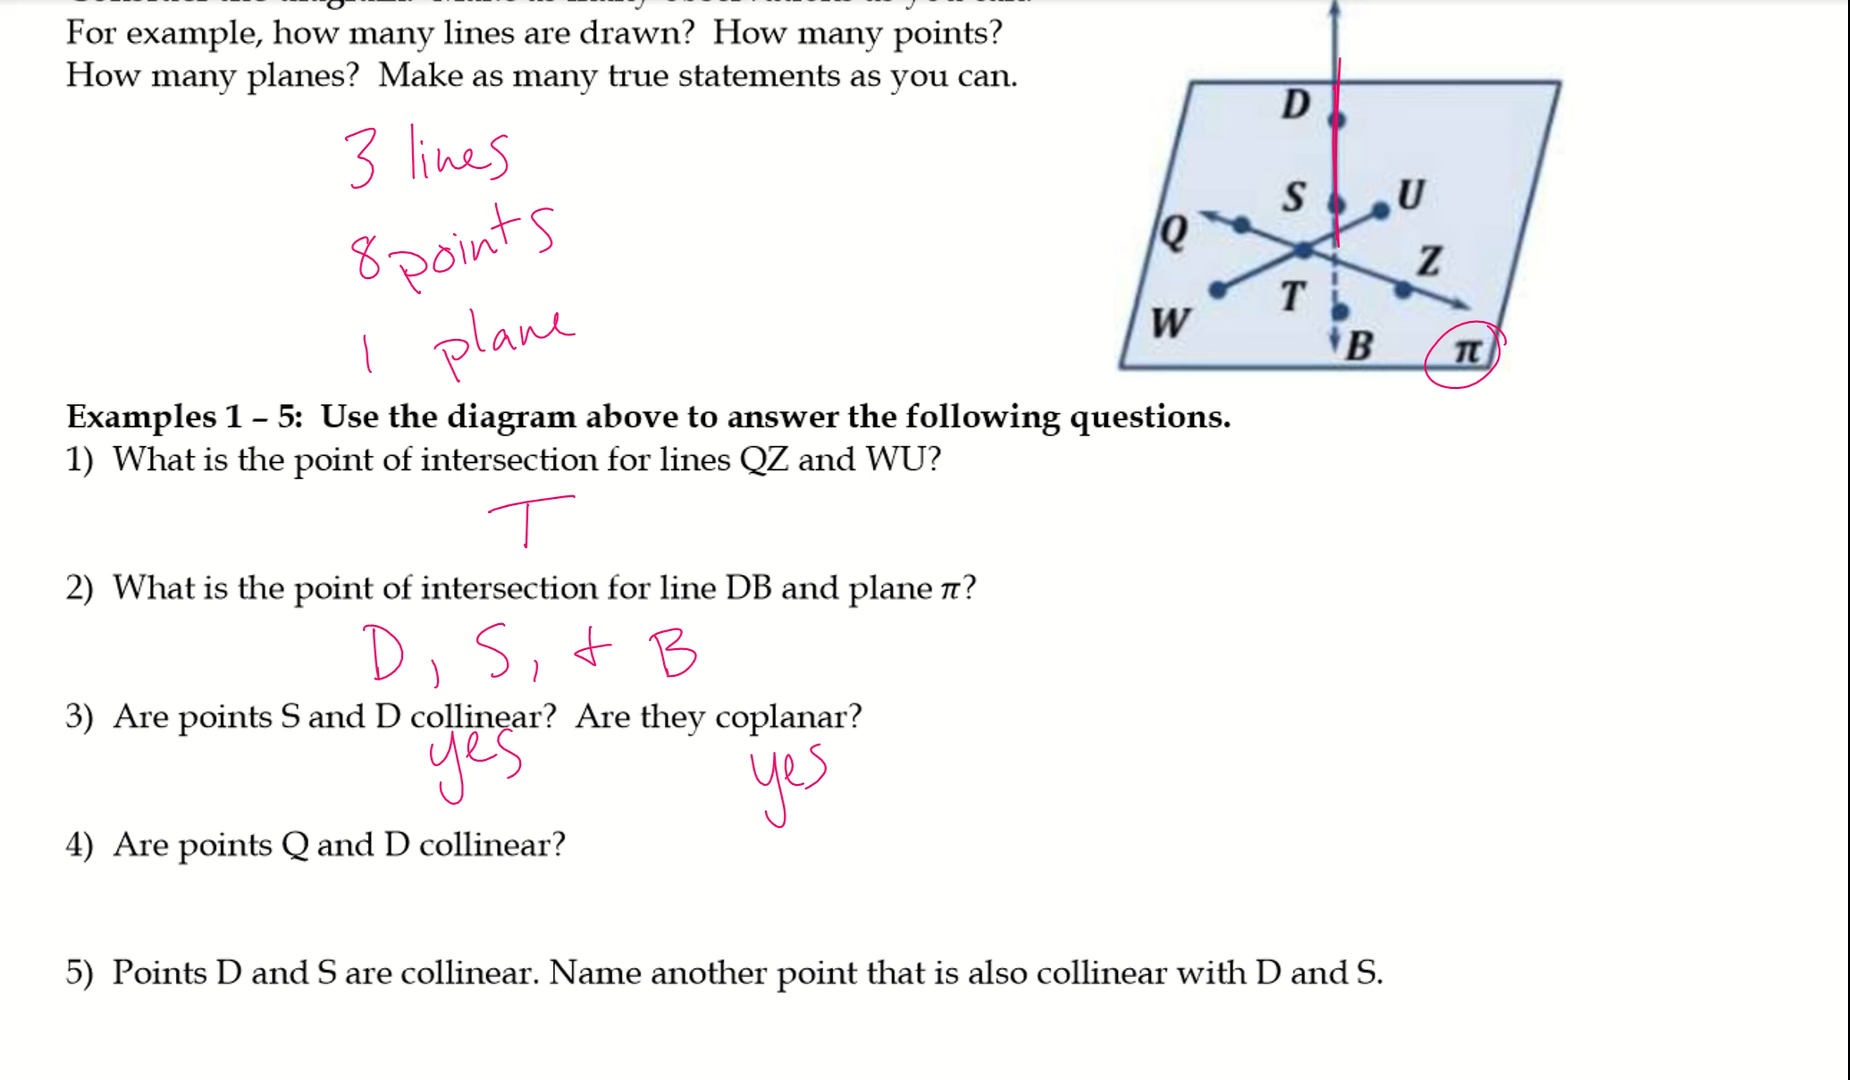 For example, how many lines are drawn? How many points?
How many planes? Make as many true statements as you can.
3 lines
8 points
1 plane
D
S
U
Q
Z
T
W
B
π
Examples 1 – 5: Use the diagram above to answer the following questions.
1) What is the point of intersection for lines QZ and WU?
T
2) What is the point of intersection for line DB and plane π?
D, S, + B
3) Are points S and D collinear? Are they coplanar?
yes yes
4) Are points Q and D collinear?
5) Points D and S are collinear. Name another point that is also collinear with D and S.